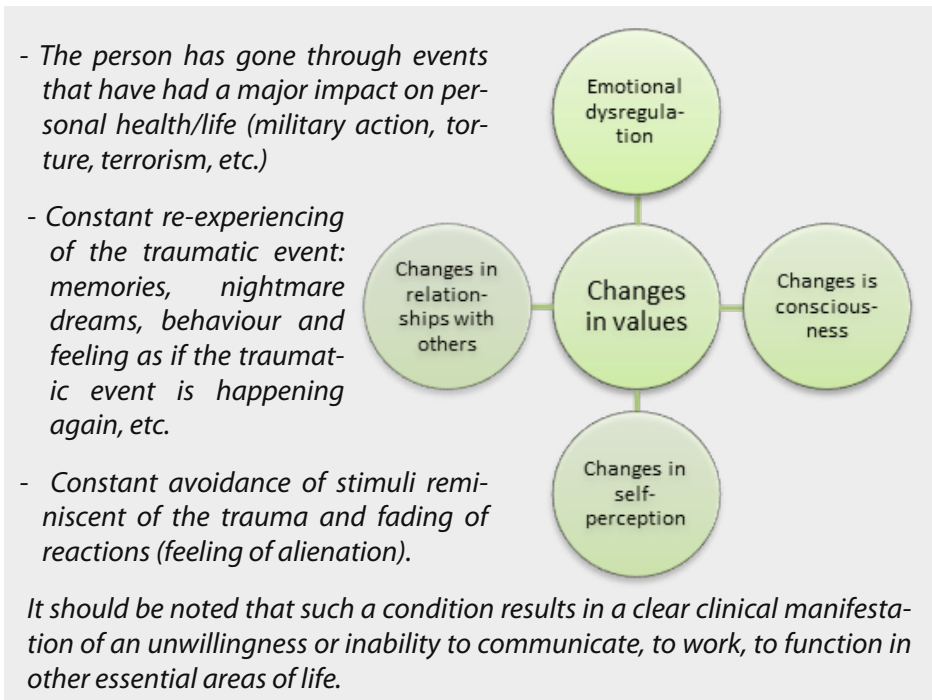 - The person has gone through events
that have had a major impact on per-
sonal health/life (military action, tor-
ture, terrorism, etc.)
- Constant re-experiencing
of the traumatic event:
memories, nightmare
dreams, behaviour and
feeling as if the traumat-
ic event is happening
again, etc.
- Constant avoidance of stimuli remi-
niscent of the trauma and fading of
reactions (feeling of alienation).
Emotional
dysregula-
tion
Changes in
relation-
ships with
others
Changes
in values
Changes is
conscious-
ness
Changes in
self-
perception
It should be noted that such a condition results in a clear clinical manifesta-
tion of an unwillingness or inability to communicate, to work, to function in
other essential areas of life.